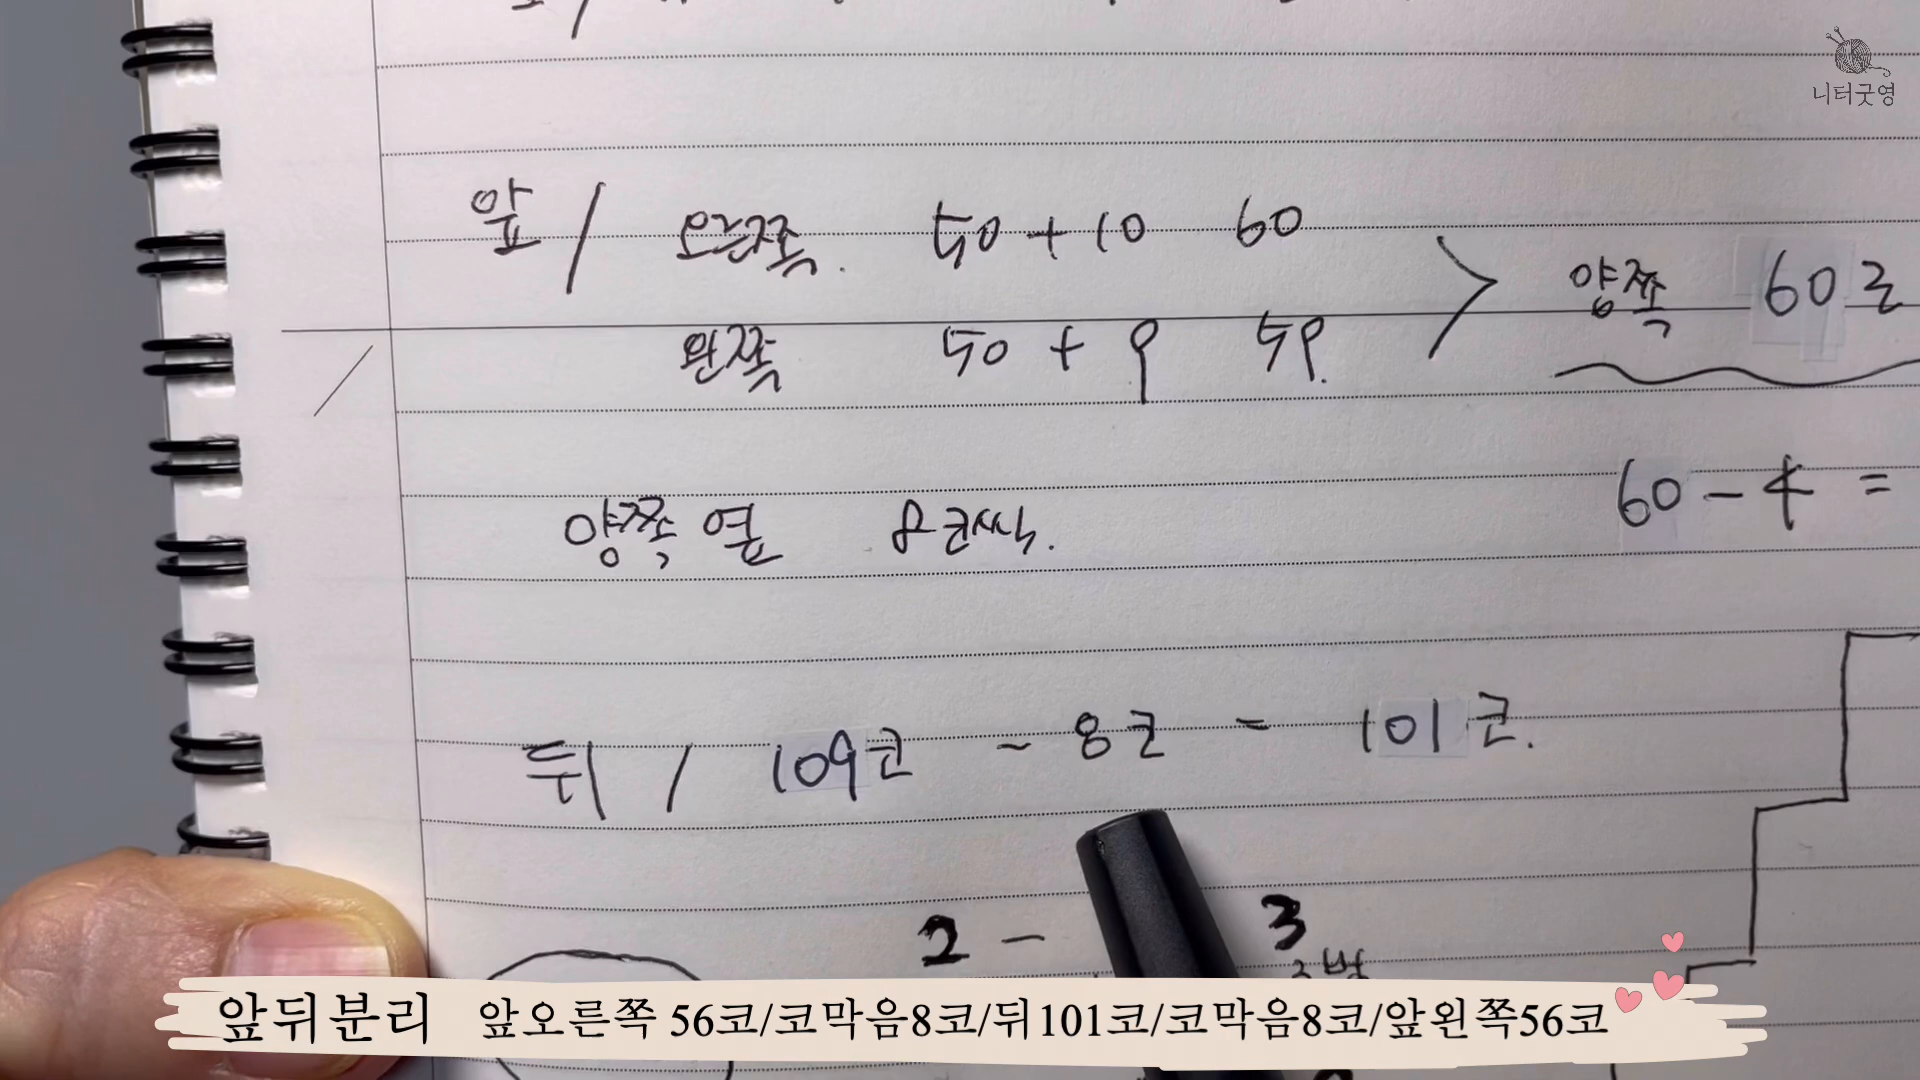 니터굿영
앞 / 오른쪽. 50 + 10 60
양쪽 60로
왼쪽 50 + 9 59.
60 - 4 =
양쪽 옆 8코씩.
뒤 / 109코 - 8코 = 101코.
2 - 3
앞뒤분리 앞오른쪽 56코/코막음8코/뒤101코/코막음8코/앞왼쪽56코